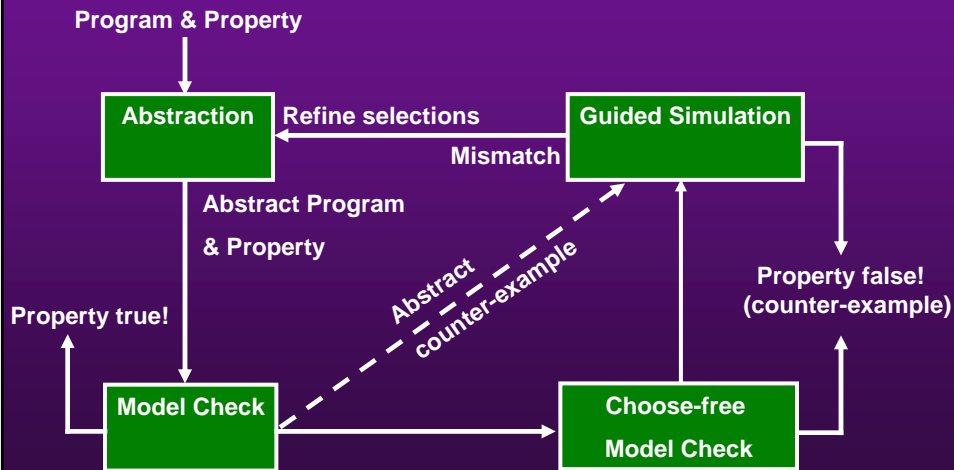 Program & Property
Abstraction
Refine selections
Mismatch
Guided Simulation
Abstract Program
& Property
Abstract
counter-example
Property false!
(counter-example)
Property true!
Model Check
Choose-free
Model Check